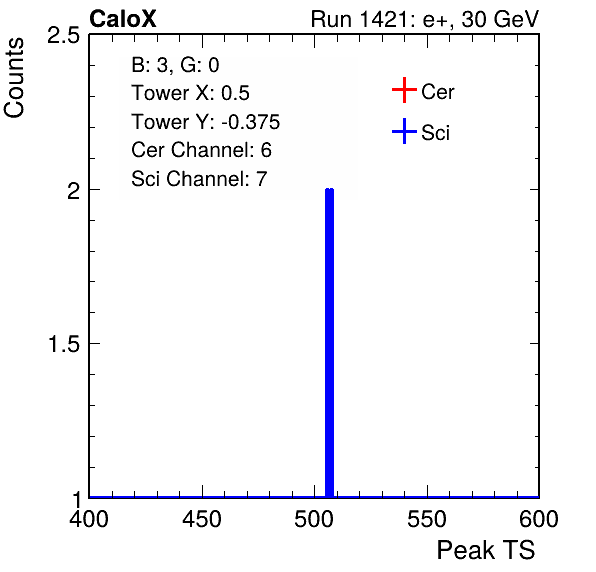 CaloX Run 1421: e+, 30 GeV
Counts
2.5
B: 3, G: 0
Tower X: 0.5
Tower Y: -0.375
Cer Channel: 6
Sci Channel: 7
Cer
Sci
2
1.5
1
400 450 500 550 600
Peak TS